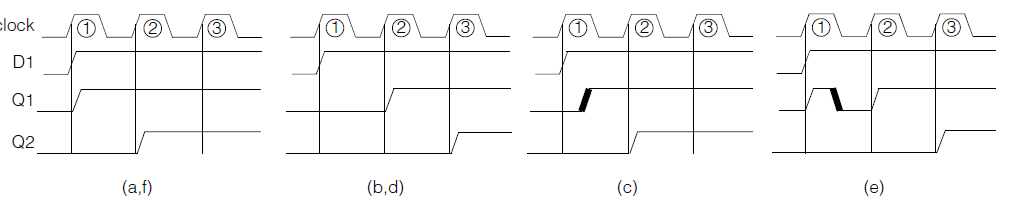 clock ① ② ③ ① ② ③ ① ② ③ ① ② ③
D1
Q1
Q2
(a,f) (b,d) (c) (e)